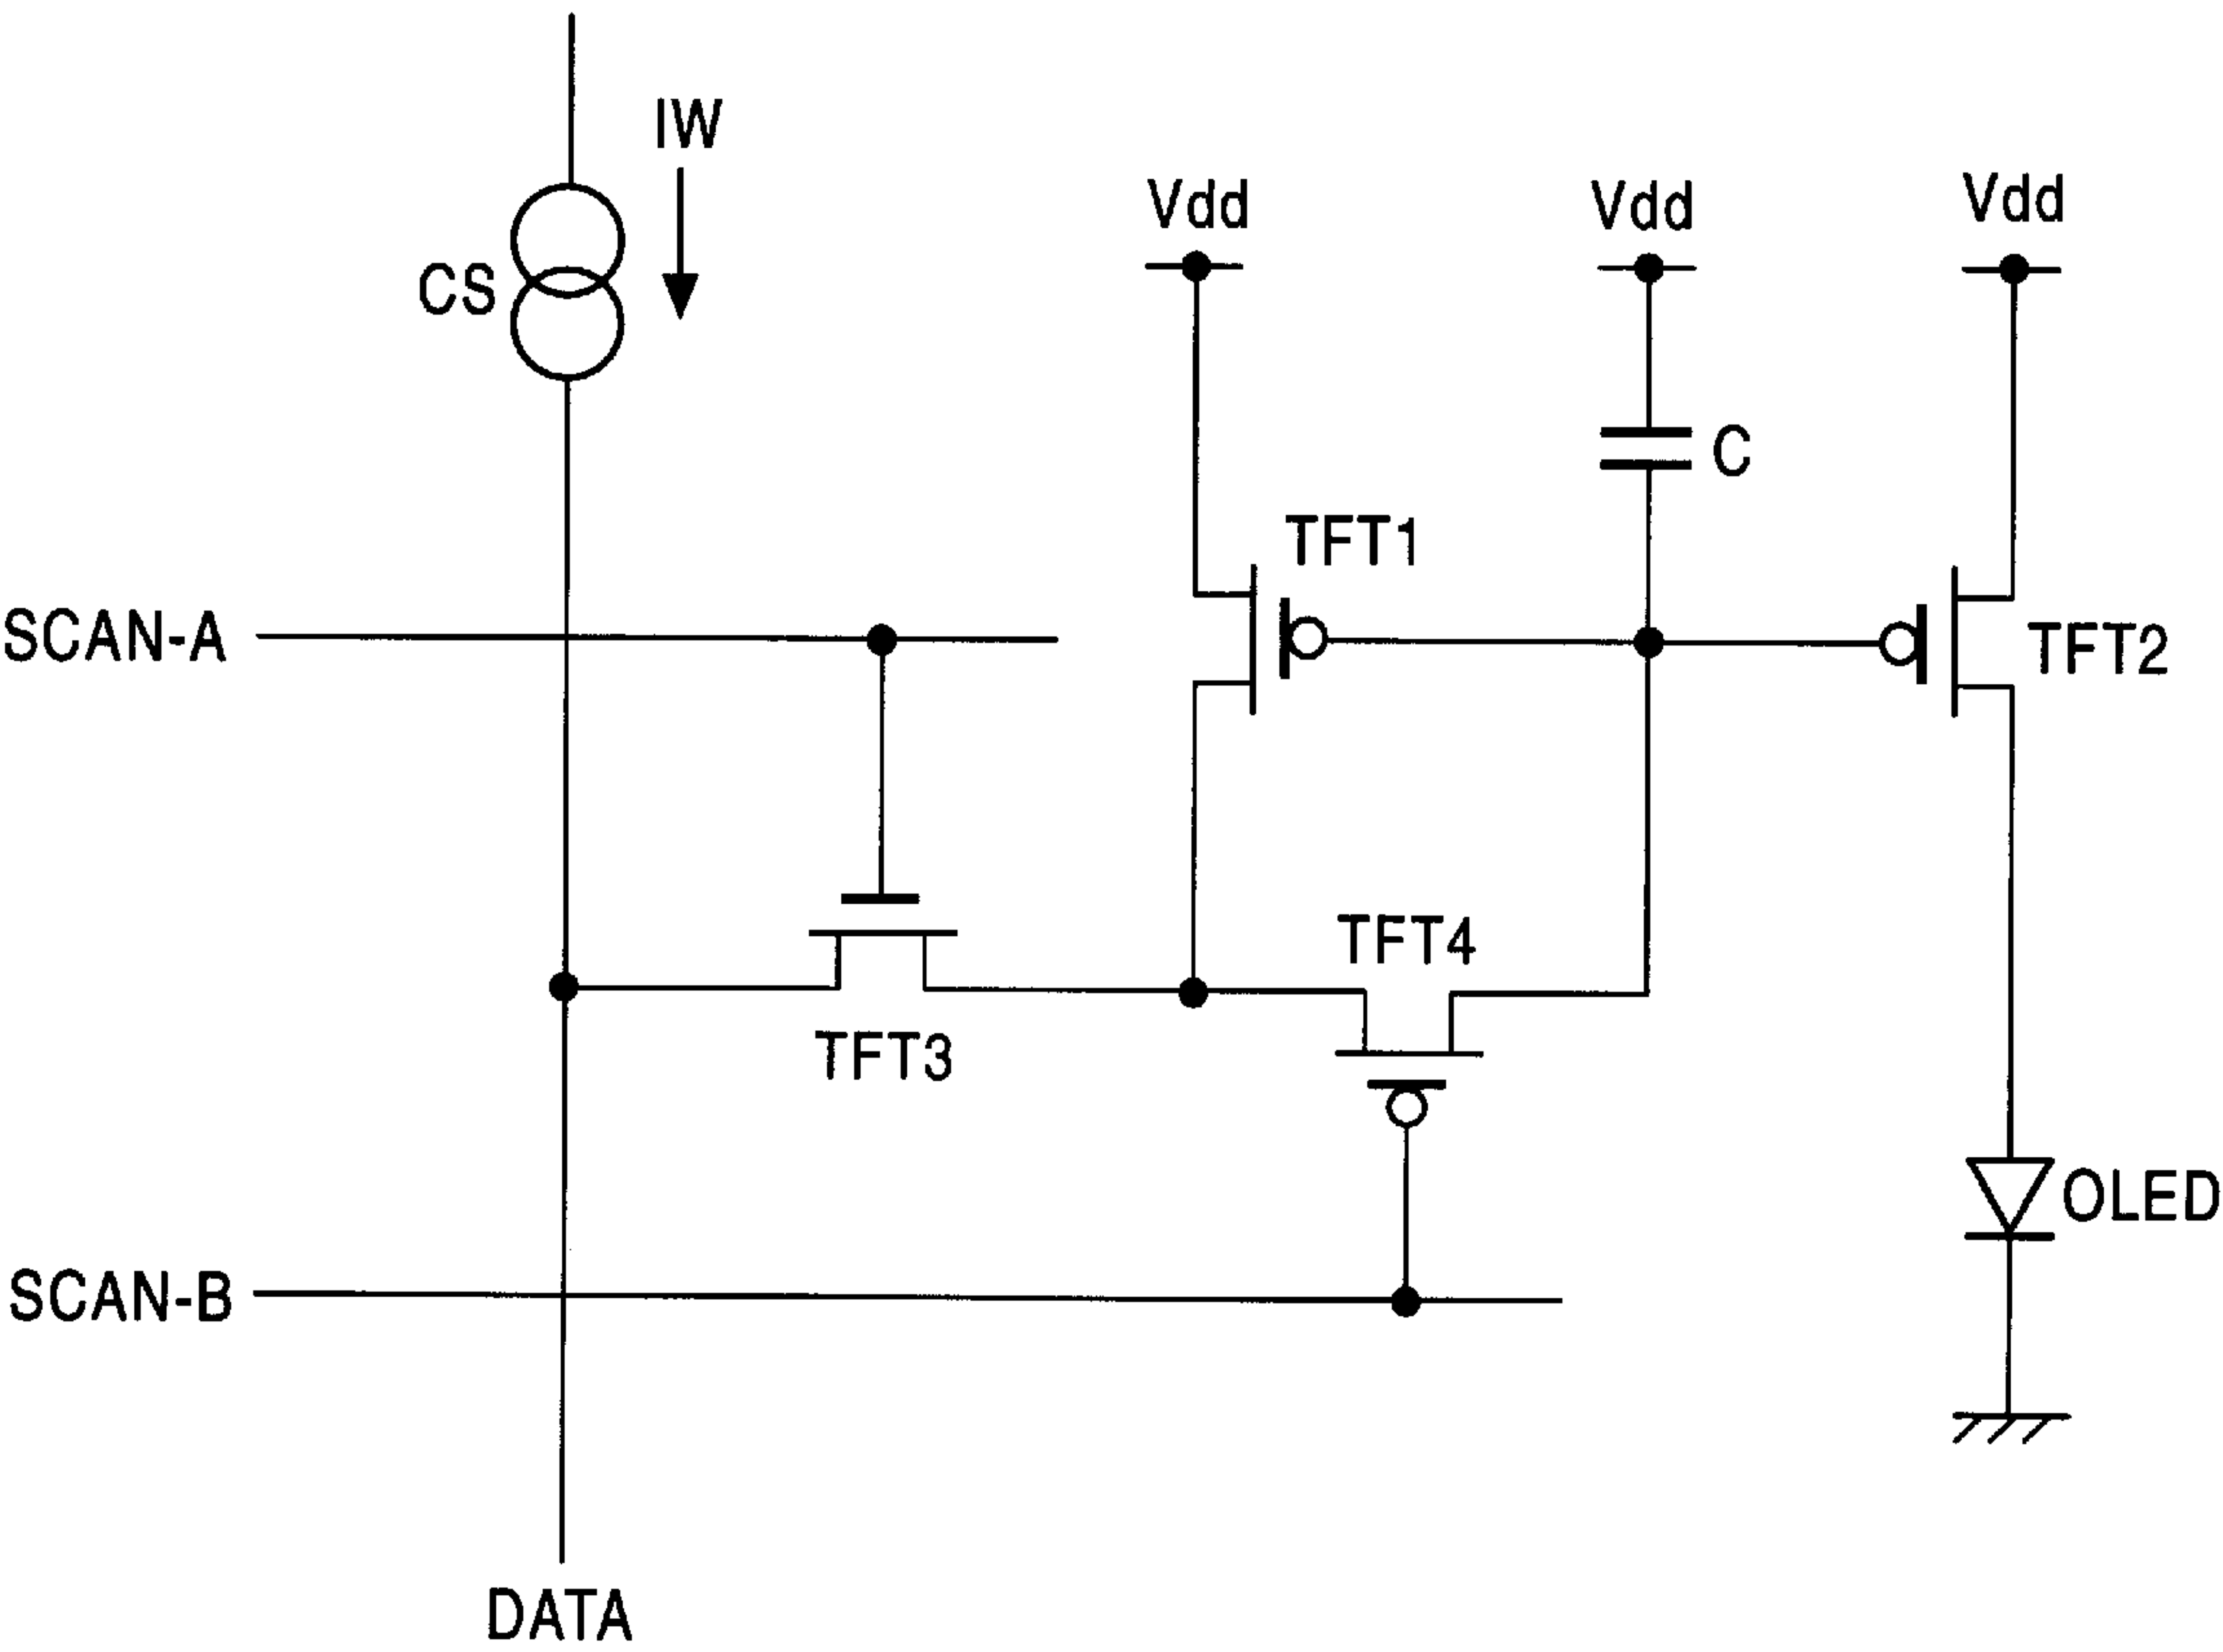 IW
Vdd
Vdd
Vdd
CS
C
TFT1
SCAN-A
TFT2
TFT4
TFT3
OLED
SCAN-B
DATA